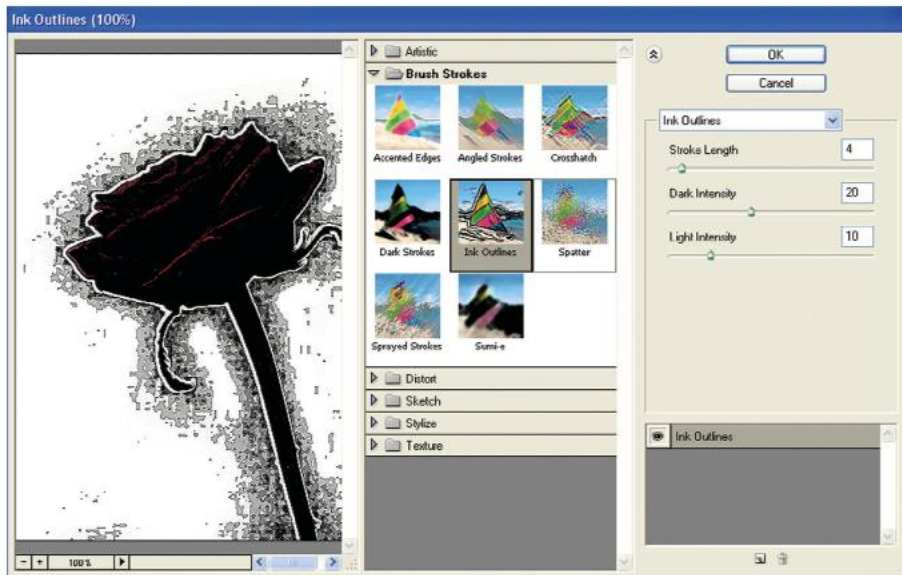 Ink Outlines (100%)
Artistic
Brush Strokes
Accented Edges
Angled Strokes
Crosshatch
Dark Strokes
Ink Outlines
Spatter
Sprayed Strokes
Sumi-e
Distort
Sketch
Stylize
Texture
OK
Cancel
Ink Outlines
Stroke Length 4
Dark Intensity 20
Light Intensity 10
Ink Outlines
- + 100%